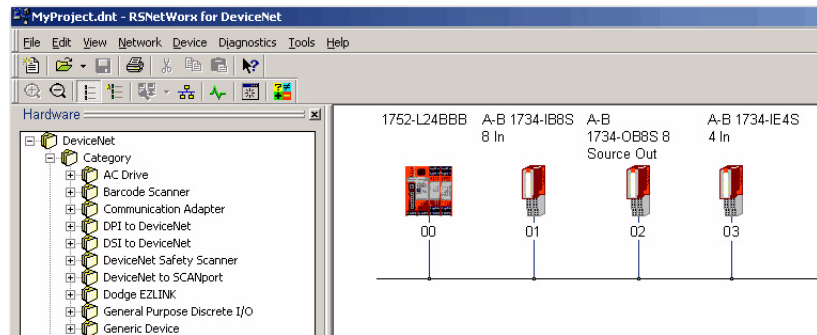 MyProject.dnt - RSNetWorx for DeviceNet
File Edit View Network Device Diagnostics Tools Help
Hardware
DeviceNet
Category
AC Drive
Barcode Scanner
Communication Adapter
DPI to DeviceNet
DSI to DeviceNet
DeviceNet Safety Scanner
DeviceNet to SCANport
Dodge EZLINK
General Purpose Discrete I/O
Generic Device
1752-L24BBB
00
A-B 1734-IB8S
8 In
01
A-B
1734-OB8S 8
Source Out
02
A-B 1734-IE4S
4 In
03